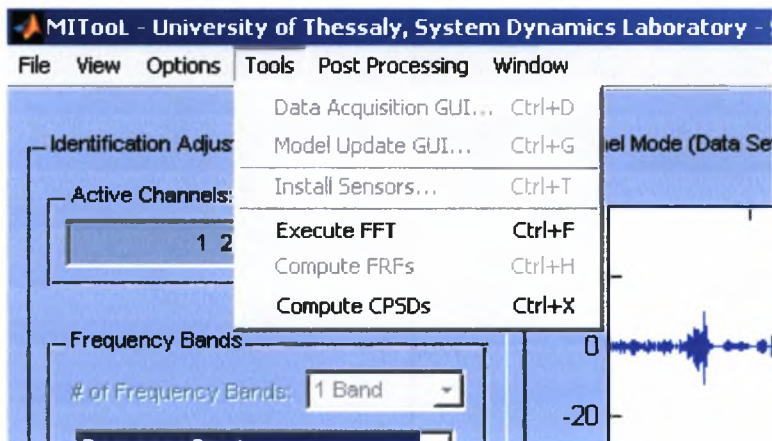 MITooL - University of Thessaly, System Dynamics Laboratory -
File View Options Tools Post Processing Window
Data Acquisition GUI... Ctrl+D
Model Update GUI... Ctrl+G
Install Sensors... Ctrl+T
Execute FFT Ctrl+F
Compute FRFs Ctrl+H
Compute CPSDs Ctrl+X
Identification Adjus
nel Mode (Data Se
Active Channels:
1 2
Frequency Bands
# of Frequency Bands: 1 Band
0
-20